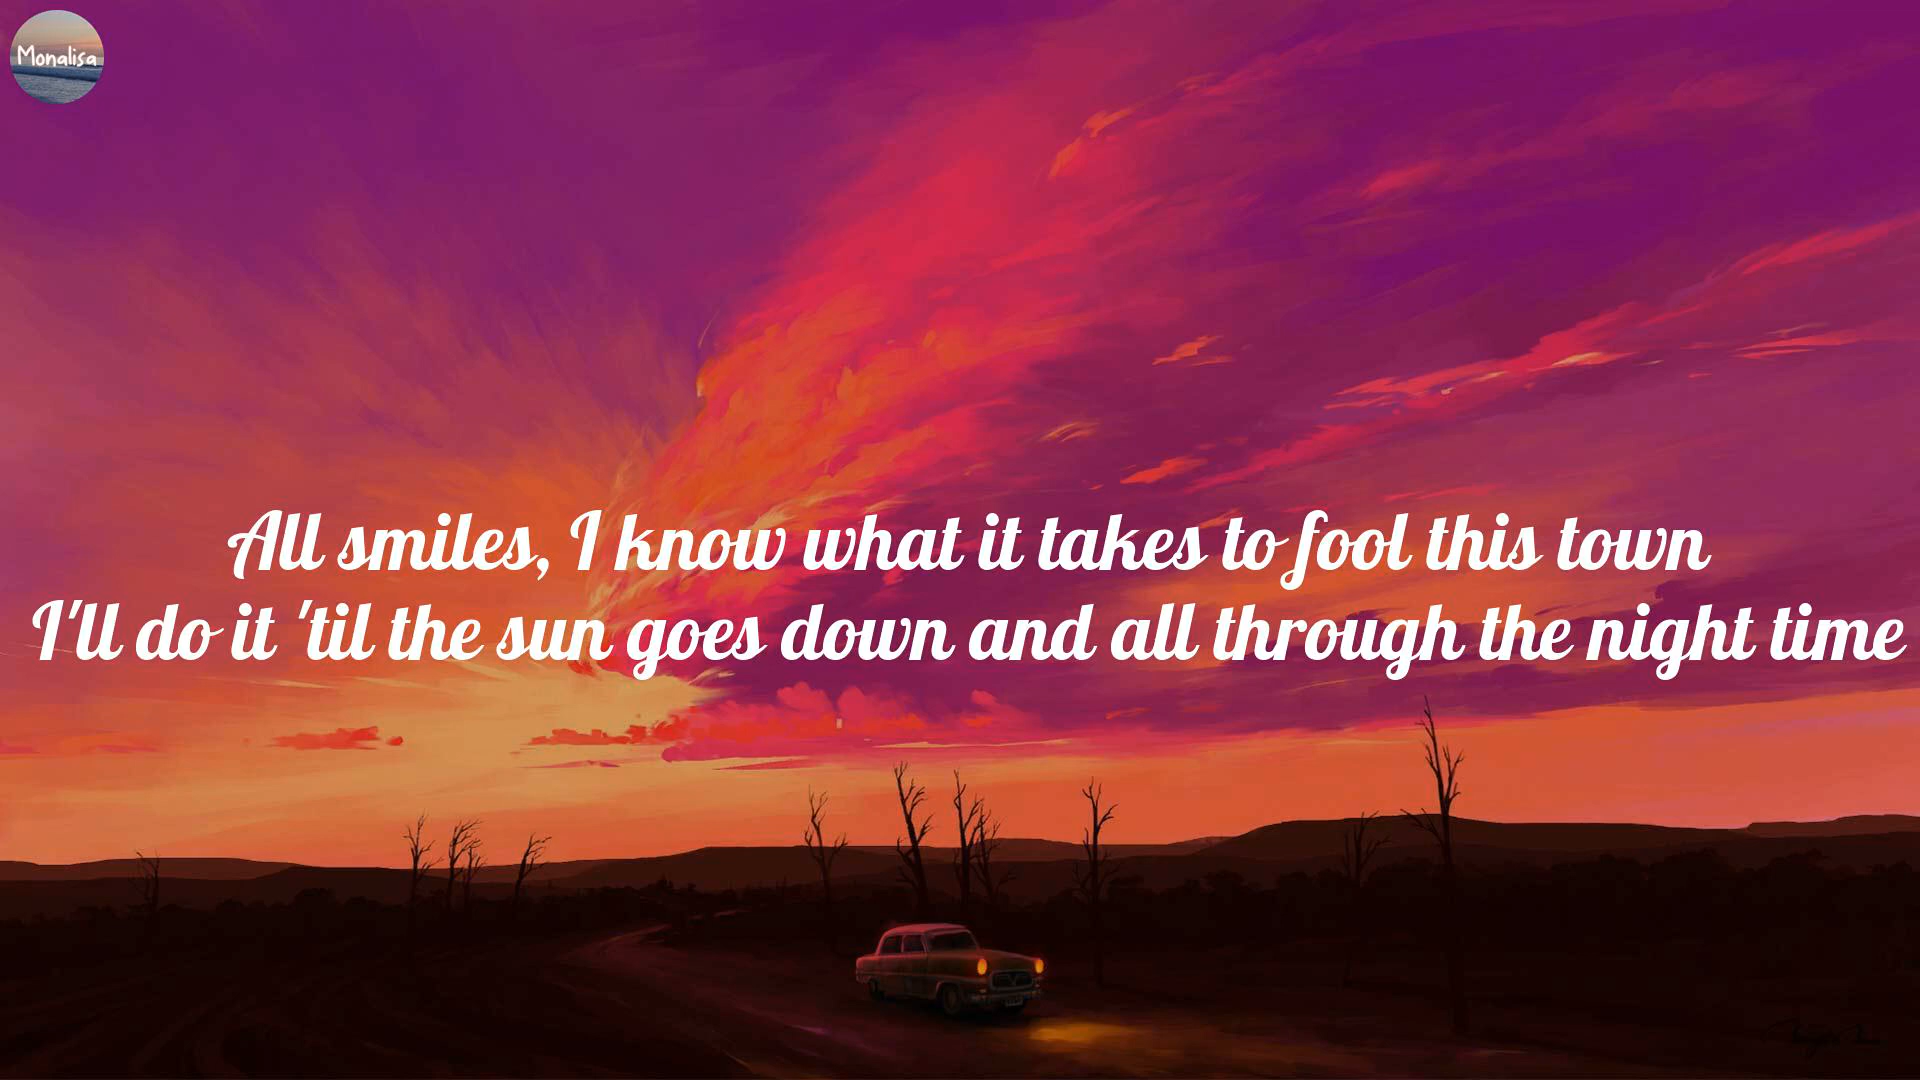 Monalisa
All smiles, I know what it takes to fool this town
I'll do it 'til the sun goes down and all through the night time